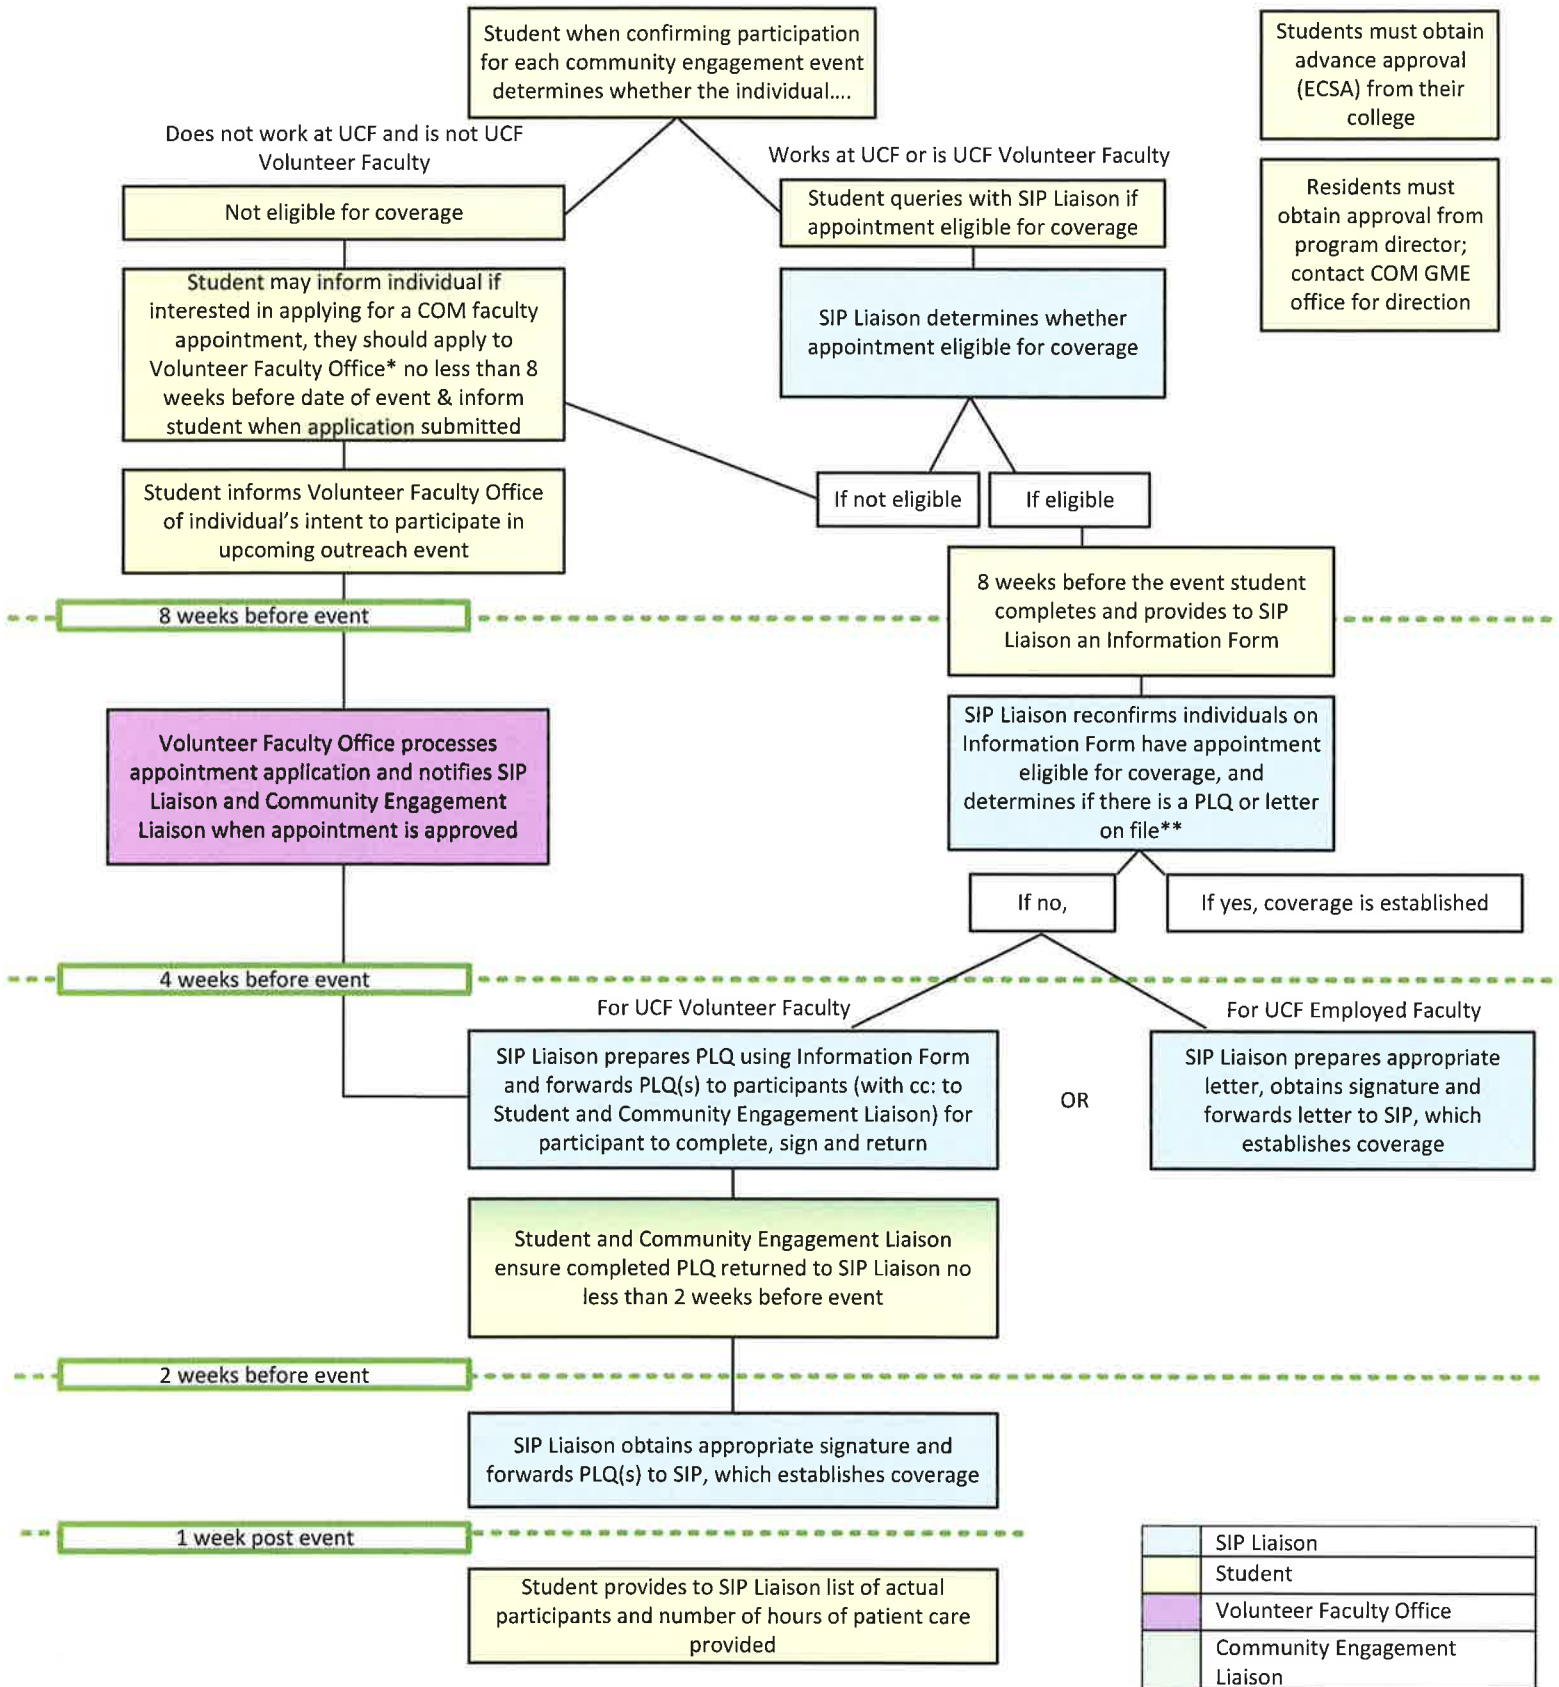 Student when confirming participation
for each community engagement event
determines whether the individual....
Students must obtain
advance approval
(ECSA) from their
college
Residents must
obtain approval from
program director;
contact COM GME
office for direction
Does not work at UCF and is not UCF
Volunteer Faculty
Works at UCF or is UCF Volunteer Faculty
Not eligible for coverage
Student queries with SIP Liaison if
appointment eligible for coverage
Student may inform individual if
interested in applying for a COM faculty
appointment, they should apply to
Volunteer Faculty Office* no less than 8
weeks before date of event & inform
student when application submitted
SIP Liaison determines whether
appointment eligible for coverage
If not eligible
If eligible
Student informs Volunteer Faculty Office
of individual's intent to participate in
upcoming outreach event
8 weeks before the event student
completes and provides to SIP
Liaison an Information Form
8 weeks before event
Volunteer Faculty Office processes
appointment application and notifies SIP
Liaison and Community Engagement
Liaison when appointment is approved
SIP Liaison reconfirms individuals on
Information Form have appointment
eligible for coverage, and
determines if there is a PLQ or letter
on file**
If no,
If yes, coverage is established
4 weeks before event
For UCF Volunteer Faculty
For UCF Employed Faculty
SIP Liaison prepares PLQ using Information Form
and forwards PLQ(s) to participants (with cc: to
Student and Community Engagement Liaison) for
participant to complete, sign and return
OR
SIP Liaison prepares appropriate
letter, obtains signature and
forwards letter to SIP, which
establishes coverage
Student and Community Engagement Liaison
ensure completed PLQ returned to SIP Liaison no
less than 2 weeks before event
2 weeks before event
SIP Liaison obtains appropriate signature and
forwards PLQ(s) to SIP, which establishes coverage
1 week post event
Student provides to SIP Liaison list of actual
participants and number of hours of patient care
provided
SIP Liaison
Student
Volunteer Faculty Office
Community Engagement
Liaison